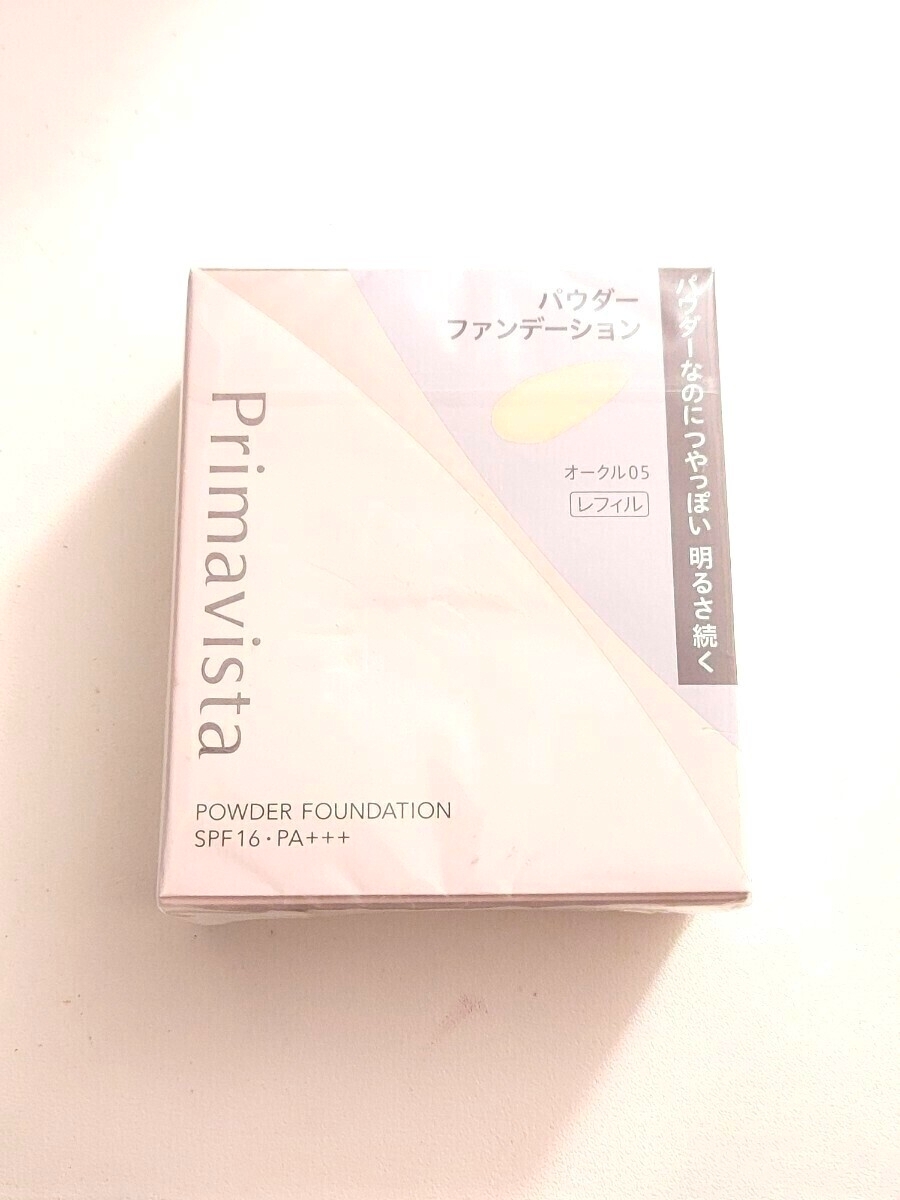 パウダー
ファンデーション
オークル05
レフィル
パウダーなのにつやっぽい 明るさ続く
Primavista
POWDER FOUNDATION
SPF16・PA+++